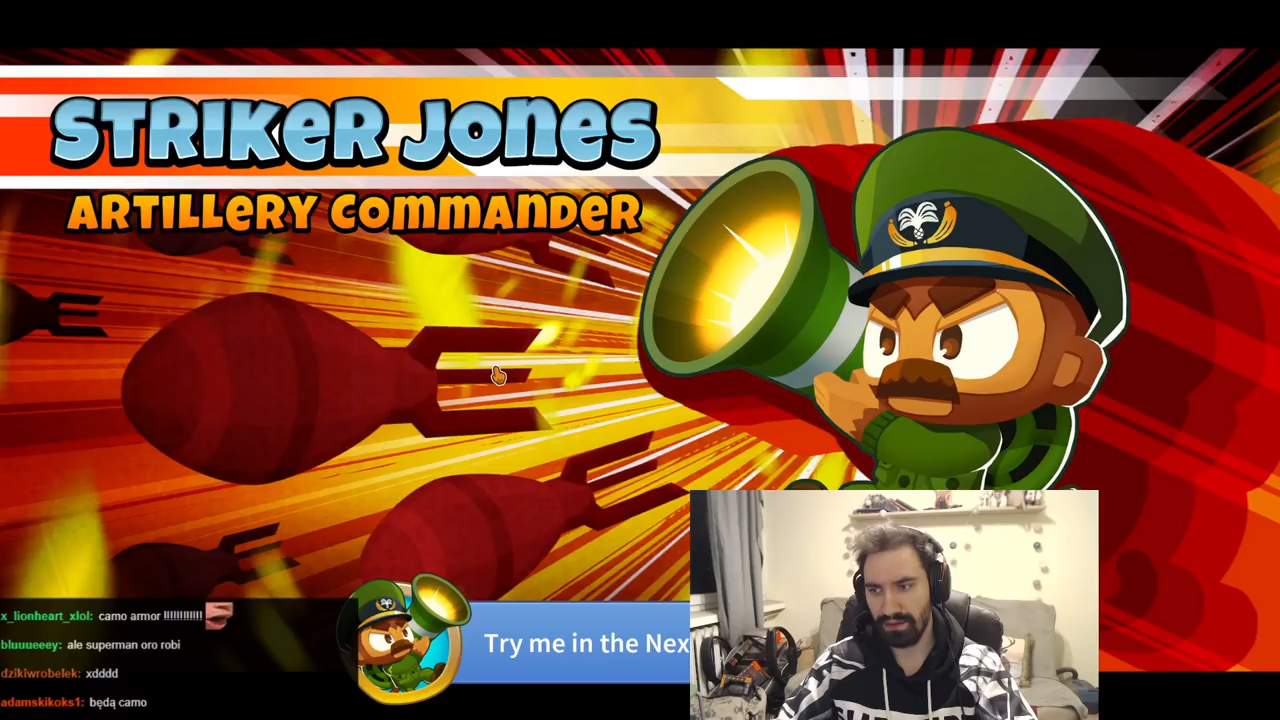 STRIKER JONES
ARTILLERY COMMANDER
x_lionheart_xlol: camo armor !!!!!!!!!!!!
bluuueeey: ale superman oro robi
dzikiwrobelek: xdddd
adamskikoks1: będą camo
Try me in the Nex